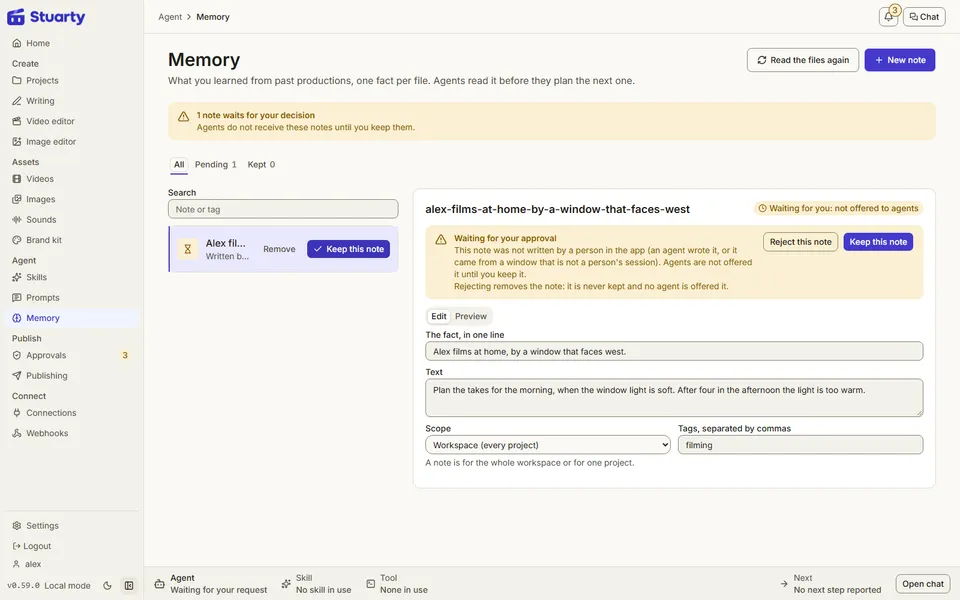 Stuarty
Agent > Memory
3
Chat
Home
Create
Projects
Writing
Video editor
Image editor
Assets
Videos
Images
Sounds
Brand kit
Agent
Skills
Prompts
Memory
Publish
Approvals 3
Publishing
Connect
Connections
Webhooks
Settings
Logout
alex
v0.59.0 Local mode
Memory
What you learned from past productions, one fact per file. Agents read it before they plan the next one.
Read the files again
+ New note
1 note waits for your decision
Agents do not receive these notes until you keep them.
All Pending 1 Kept 0
Search
Note or tag
Alex fil...
Written b...
Remove
Keep this note
alex-films-at-home-by-a-window-that-faces-west
Waiting for you: not offered to agents
Waiting for your approval
This note was not written by a person in the app (an agent wrote it, or it
came from a window that is not a person's session). Agents are not offered
it until you keep it.
Rejecting removes the note: it is never kept and no agent is offered it.
Reject this note
Keep this note
Edit Preview
The fact, in one line
Alex films at home, by a window that faces west.
Text
Plan the takes for the morning, when the window light is soft. After four in the afternoon the light is too warm.
Scope
Workspace (every project)
Tags, separated by commas
filming
A note is for the whole workspace or for one project.
Agent
Waiting for your request
Skill
No skill in use
Tool
None in use
Next
No next step reported
Open chat